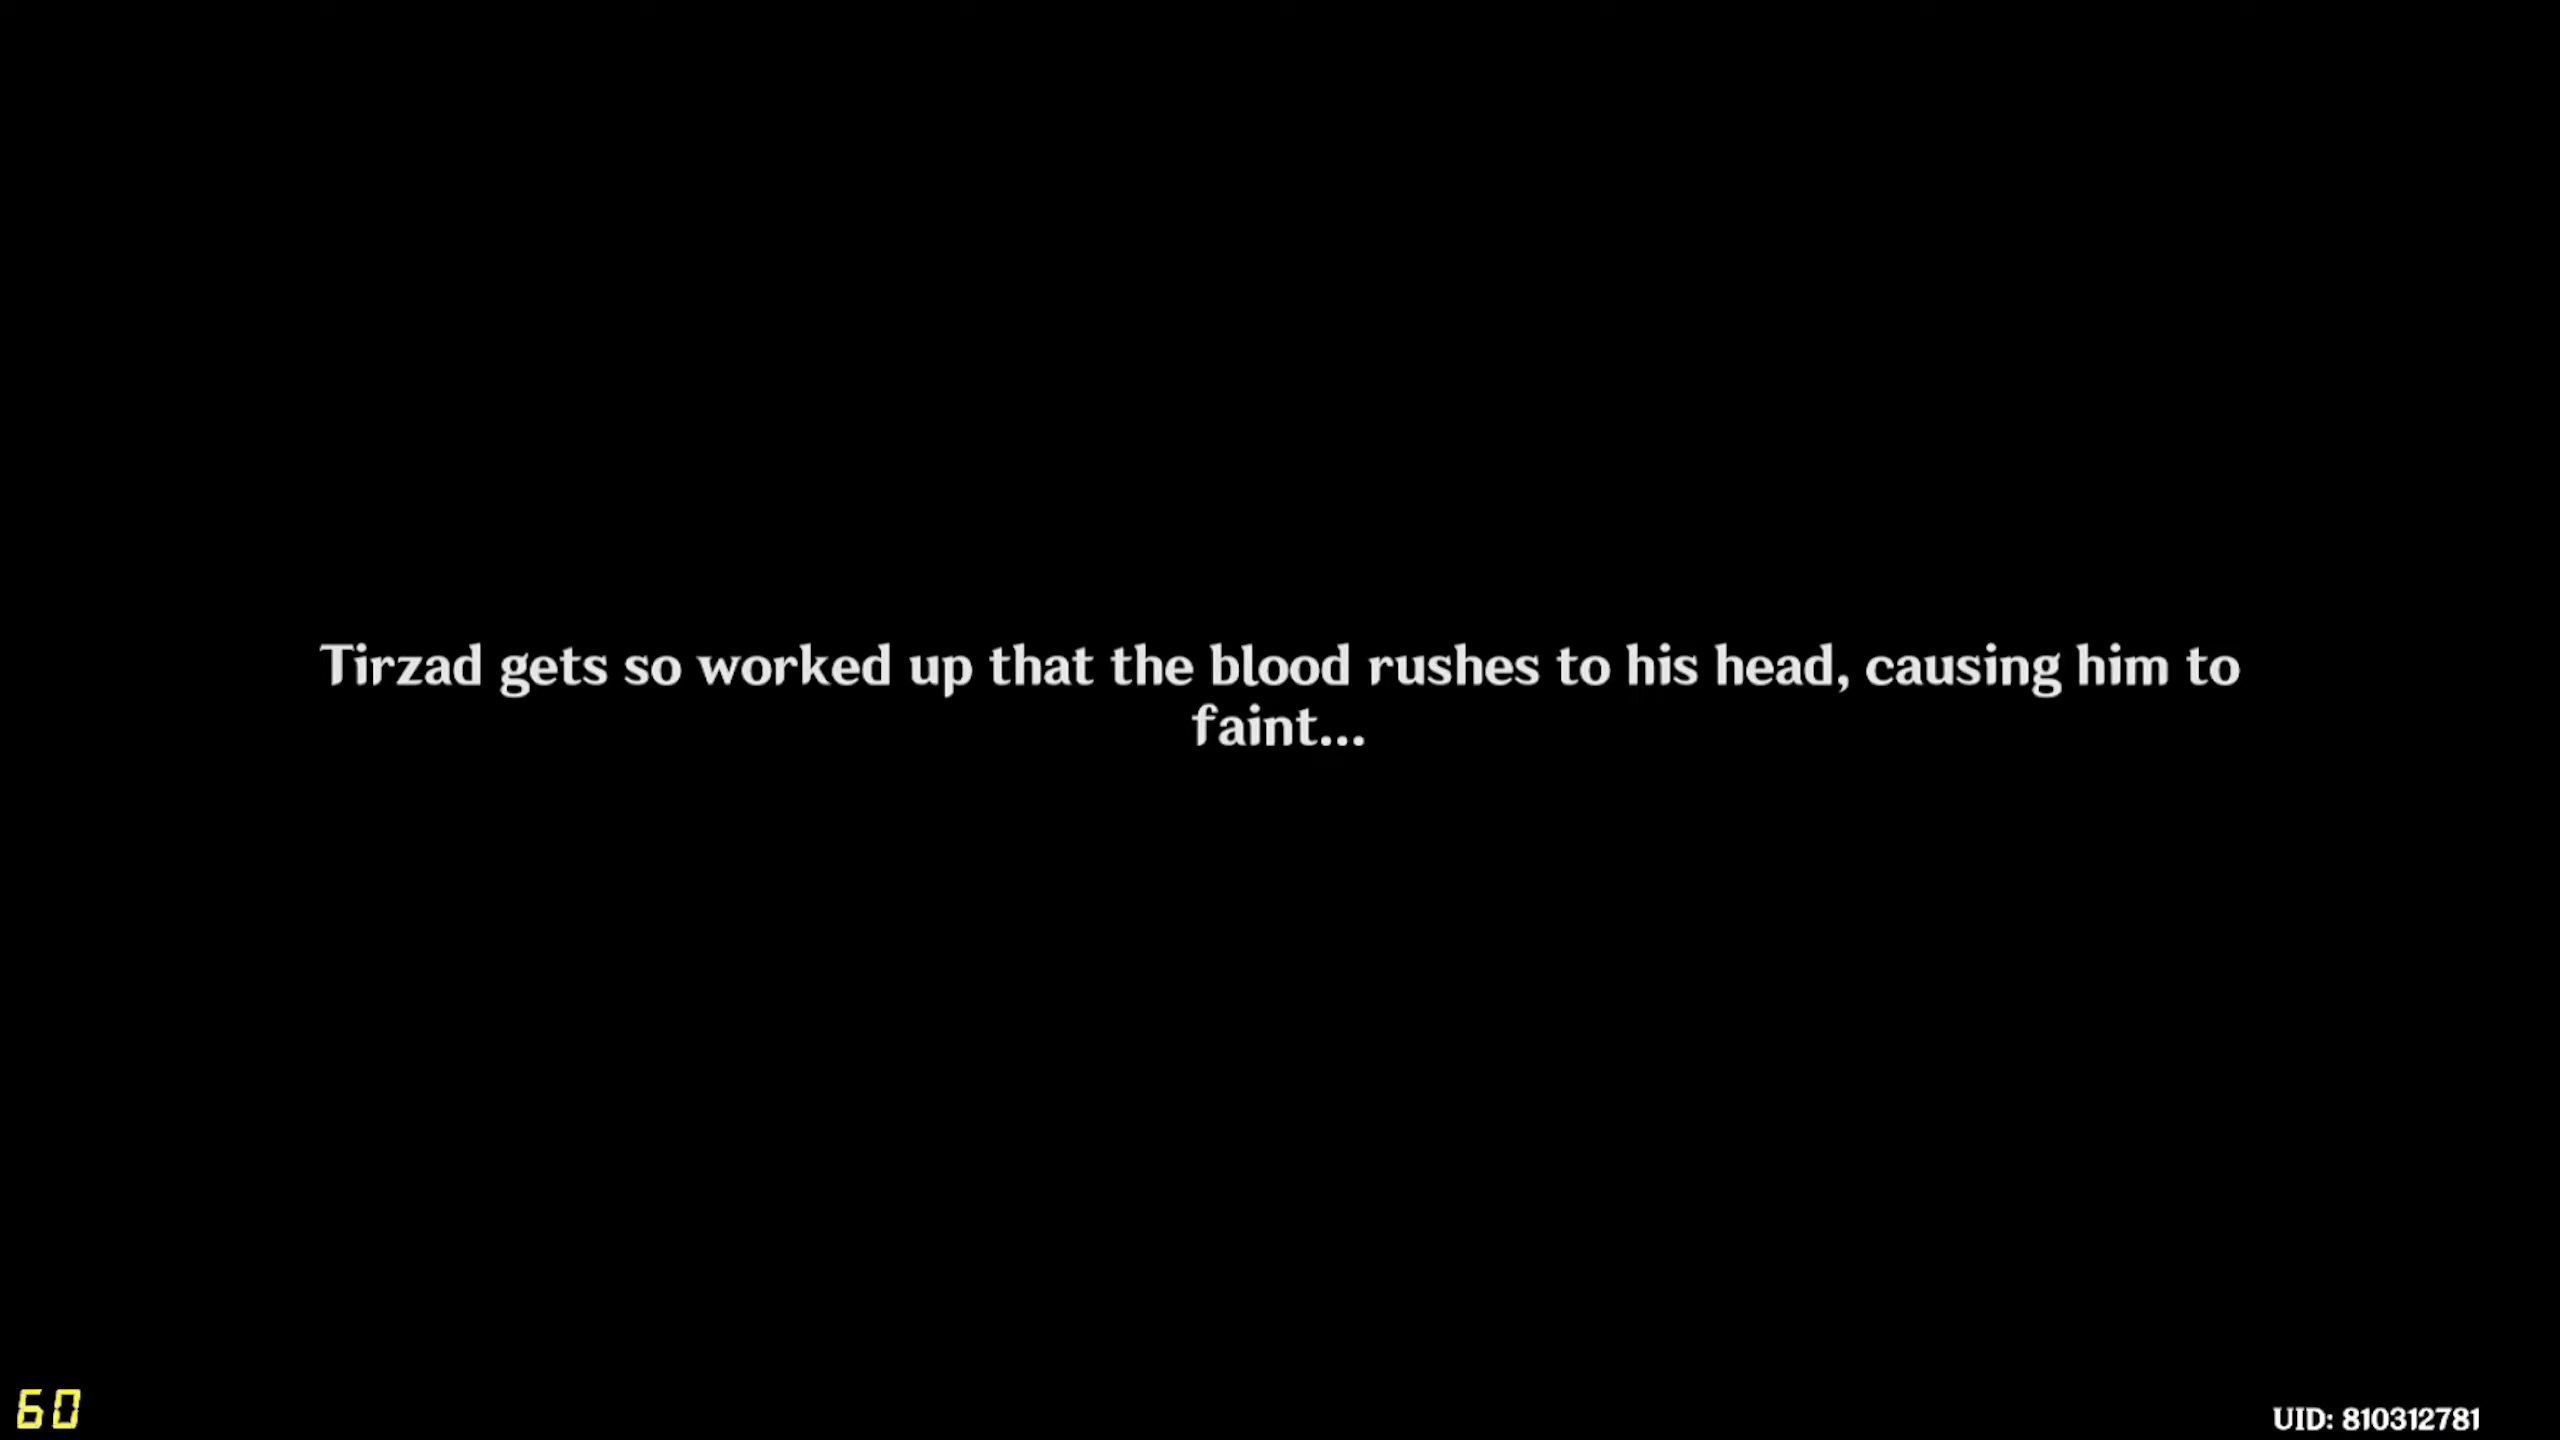 Tirzad gets so worked up that the blood rushes to his head, causing him to
faint...
60
UID: 810312781